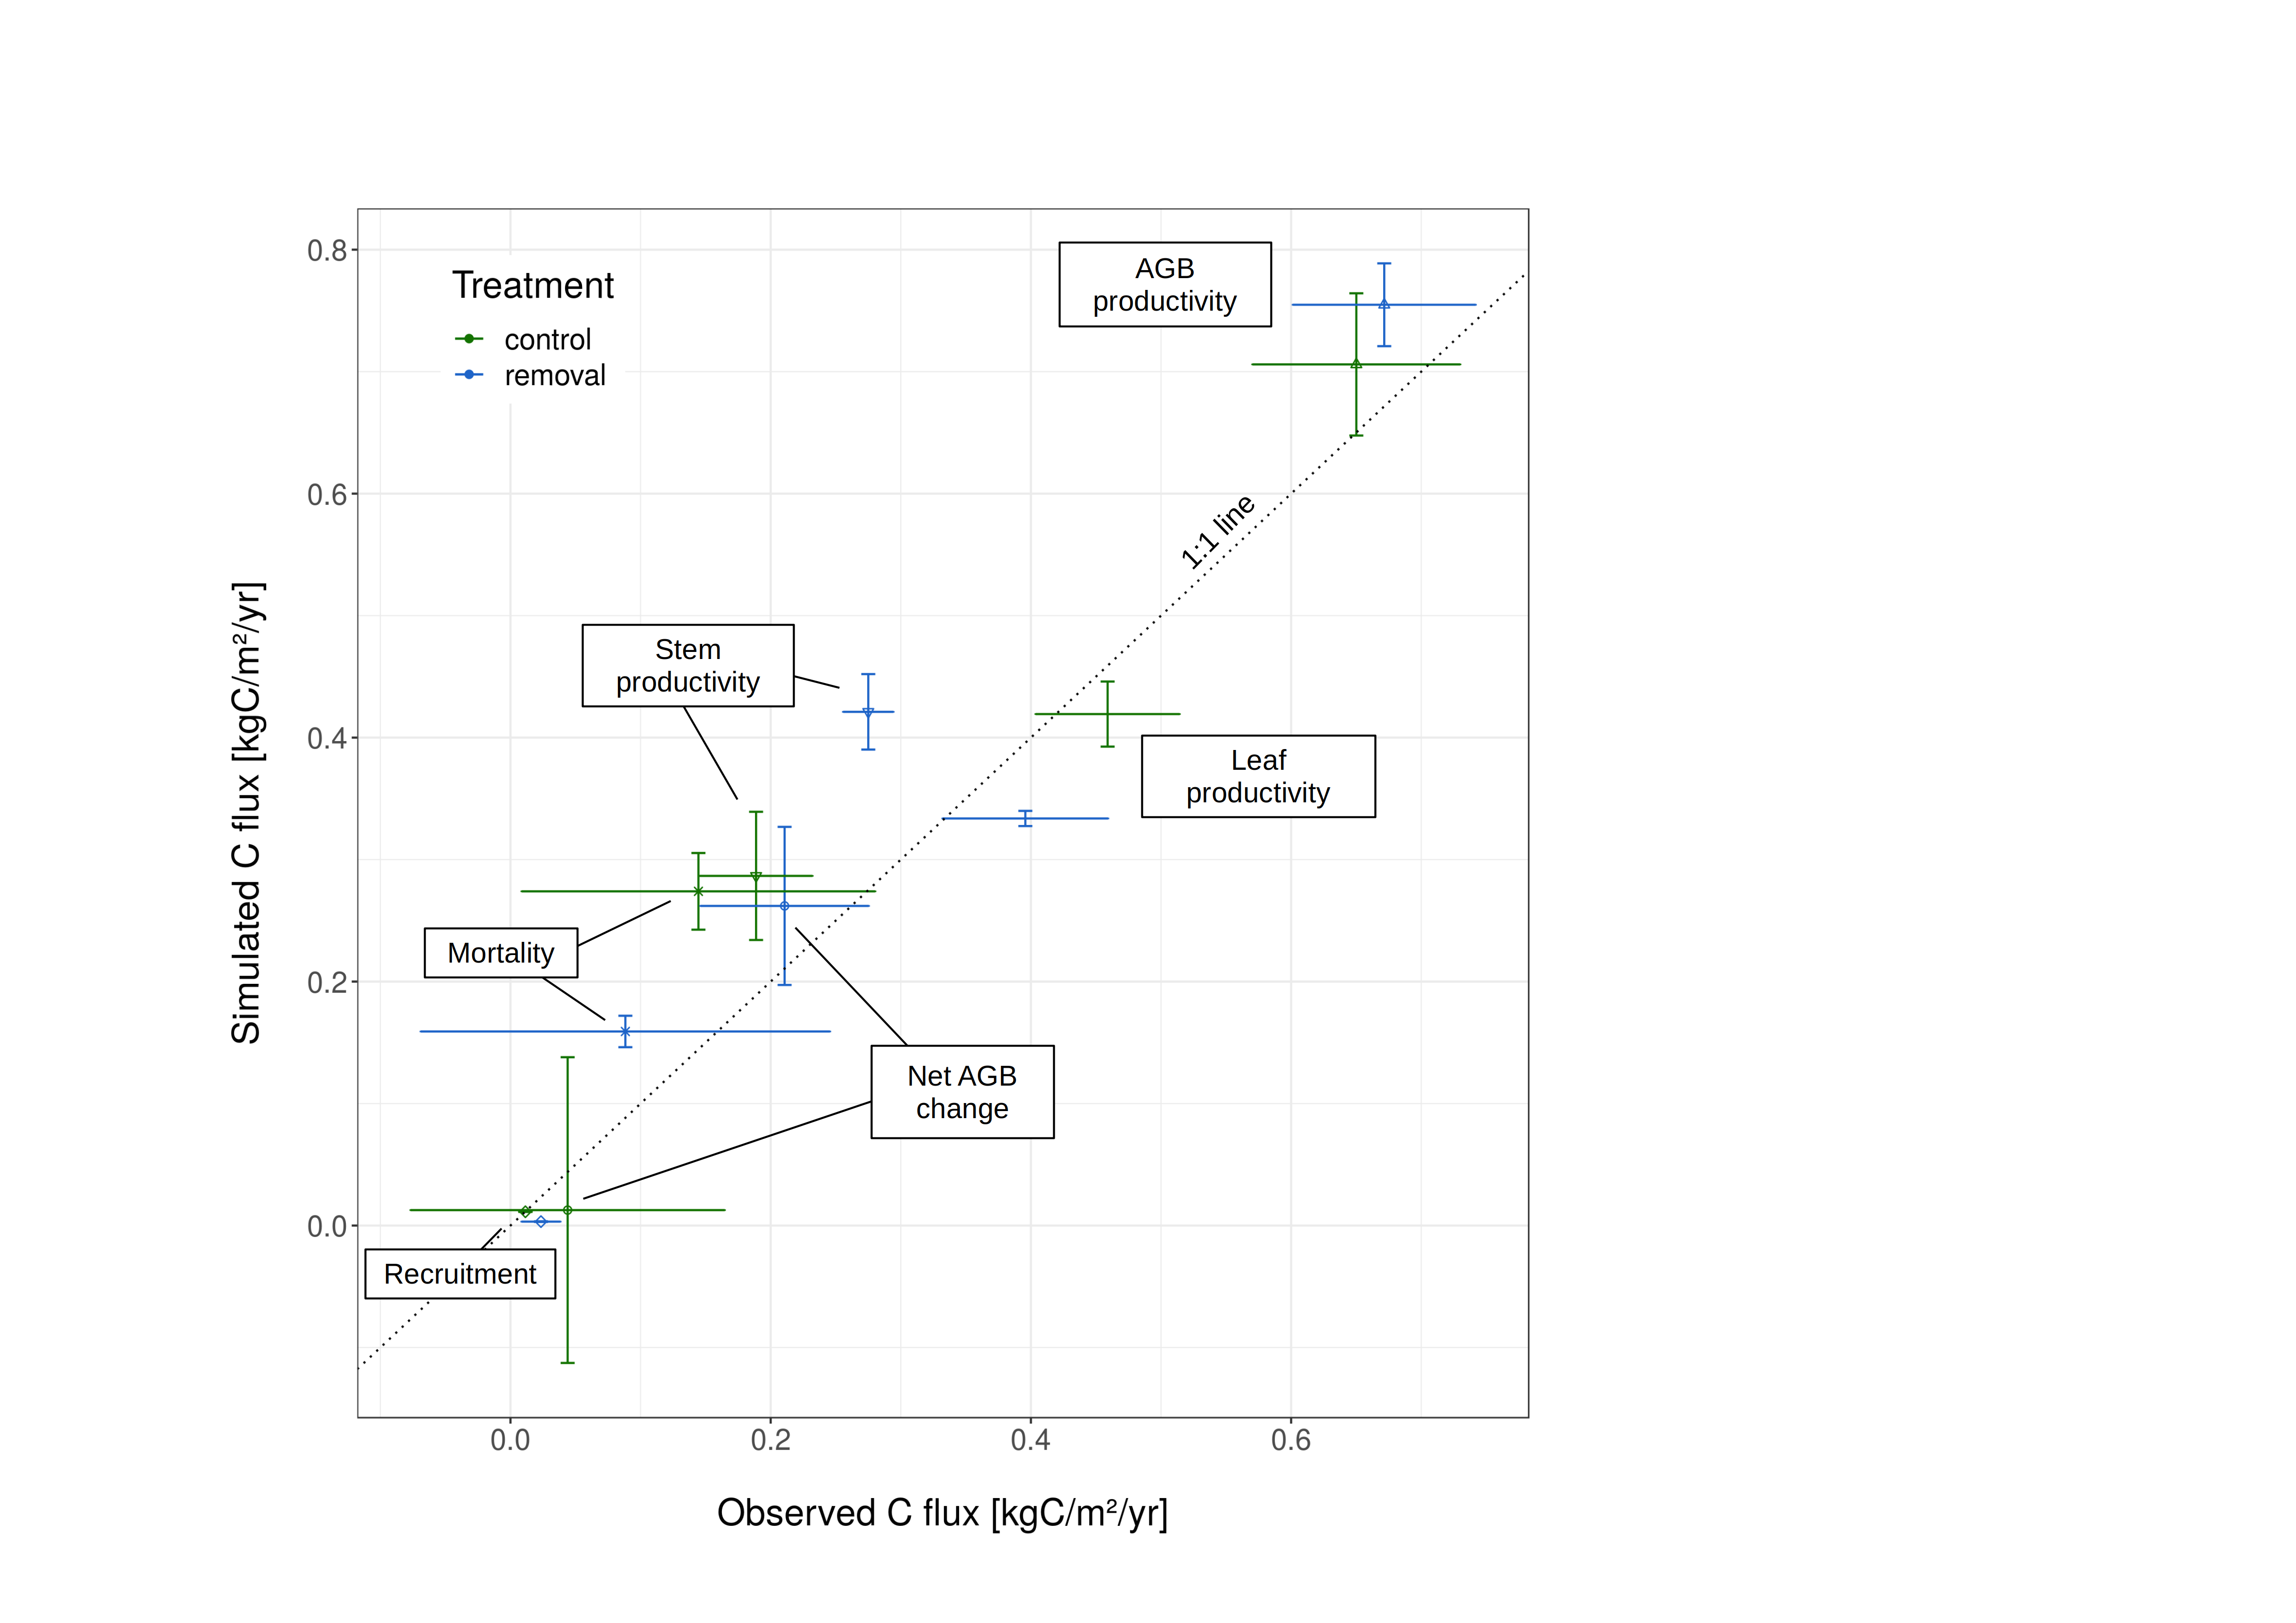 0.8
0.6
0.4
0.2
0.0
Simulated C flux [kgC/m²/yr]
Treatment
control
removal
AGB
productivity
1:1 line
Stem
productivity
Leaf
productivity
Mortality
Net AGB
change
Recruitment
0.0
0.2
0.4
0.6
Observed C flux [kgC/m²/yr]